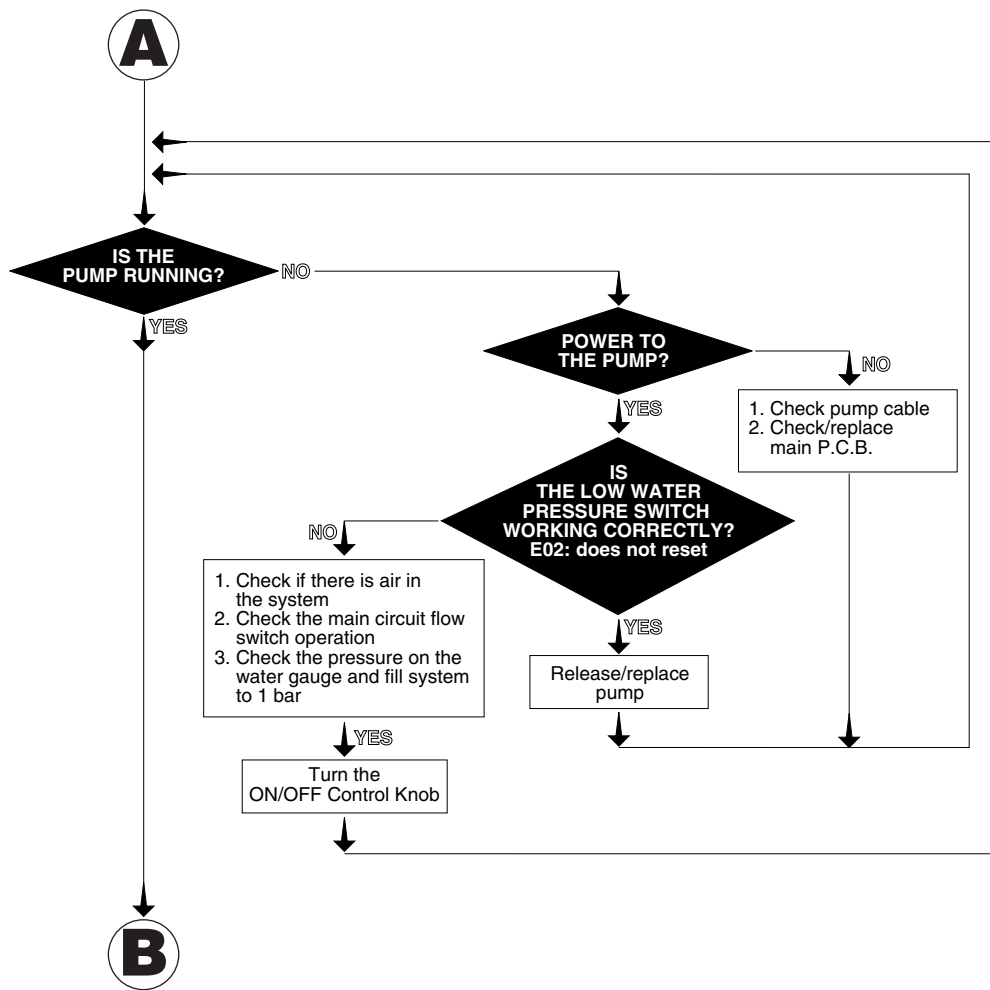 A
IS THE
PUMP RUNNING?
NO
YES
POWER TO
THE PUMP?
NO
YES
1. Check pump cable
2. Check/replace
main P.C.B.
IS
THE LOW WATER
PRESSURE SWITCH
WORKING CORRECTLY?
E02: does not reset
NO
1. Check if there is air in
the system
2. Check the main circuit flow
switch operation
3. Check the pressure on the
water gauge and fill system
to 1 bar
YES
Release/replace
pump
YES
Turn the
ON/OFF Control Knob
B